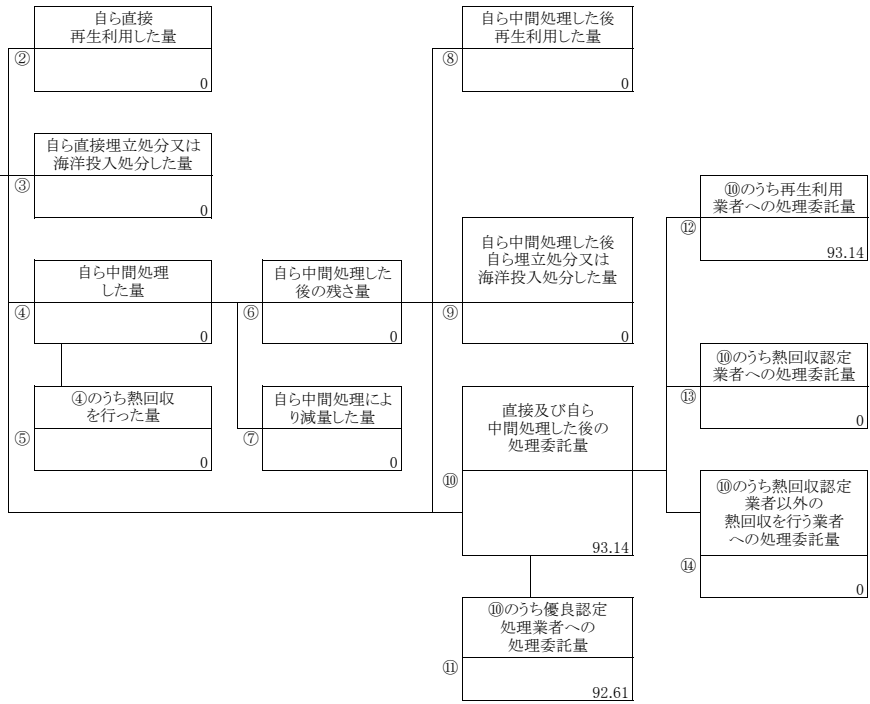 自ら直接
再生利用した量
②
0
自ら中間処理した後
再生利用した量
⑧
0
自ら直接埋立処分又は
海洋投入処分した量
③
0
⑩のうち再生利用
業者への処理委託量
⑫
93.14
自ら中間処理
した量
④
0
自ら中間処理した
後の残さ量
⑥
0
自ら中間処理した後
自ら埋立処分又は
海洋投入処分した量
⑨
0
⑩のうち熱回収認定
業者への処理委託量
⑬
0
④のうち熱回収
を行った量
⑤
0
自ら中間処理によ
り減量した量
⑦
0
直接及び自ら
中間処理した後の
処理委託量
⑩
93.14
⑩のうち熱回収認定
業者以外の
熱回収を行う業者
への処理委託量
⑭
0
⑩のうち優良認定
処理業者への
処理委託量
⑪
92.61